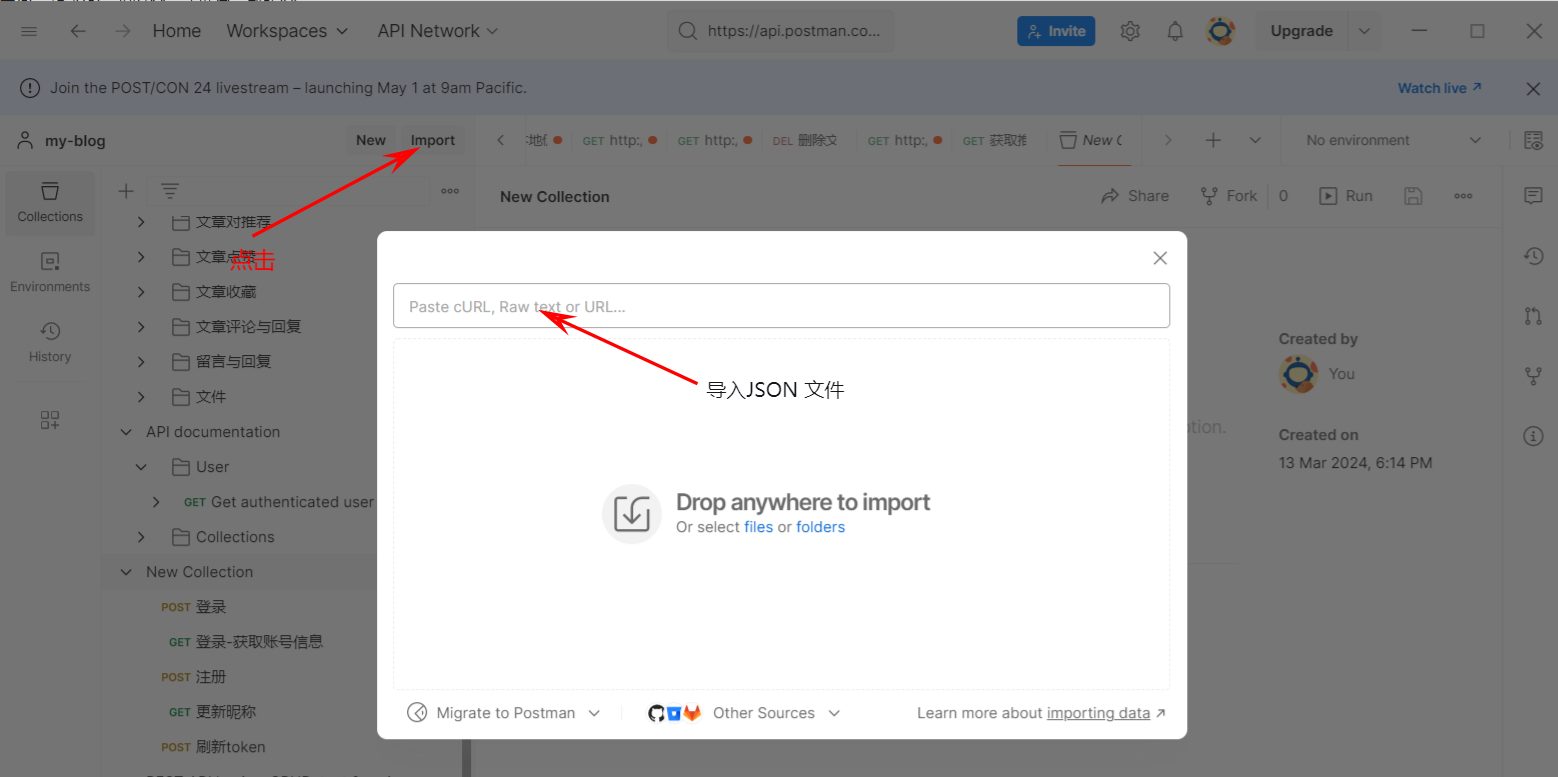 Home Workspaces API Network https://api.postman.co... Invite Upgrade
Join the POST/CON 24 livestream – launching May 1 at 9am Pacific. Watch live
my-blog New Import GET http:, GET http:, DEL 删除文 GET http:, GET 获取推 New C No environment
Collections
Environments
History
文章对推荐
文章点赞
点击
文章收藏
文章评论与回复
留言与回复
文件
API documentation
User
GET Get authenticated user
Collections
New Collection
POST 登录
GET 登录-获取账号信息
POST 注册
GET 更新昵称
POST 刷新token
New Collection Share Fork 0 Run
Paste cURL, Raw text or URL...
导入JSON 文件
Drop anywhere to import
Or select files or folders
Migrate to Postman Other Sources Learn more about importing data
Created by
You
ption.
Created on
13 Mar 2024, 6:14 PM